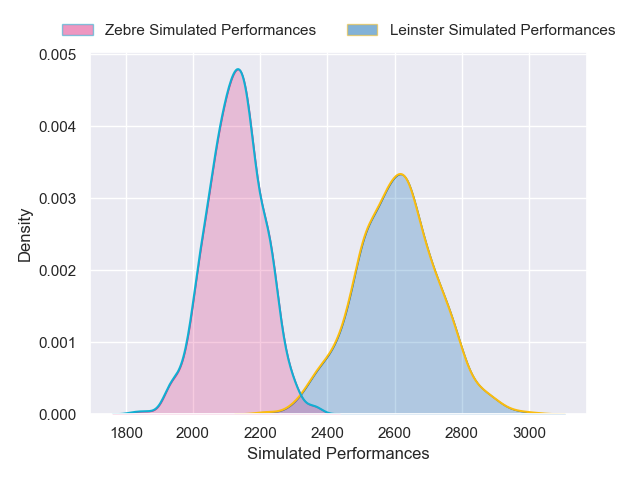 Zebre Simulated Performances
Leinster Simulated Performances
0.005
0.004
0.003
0.002
0.001
0.000
Density
1800 2000 2200 2400 2600 2800 3000
Simulated Performances